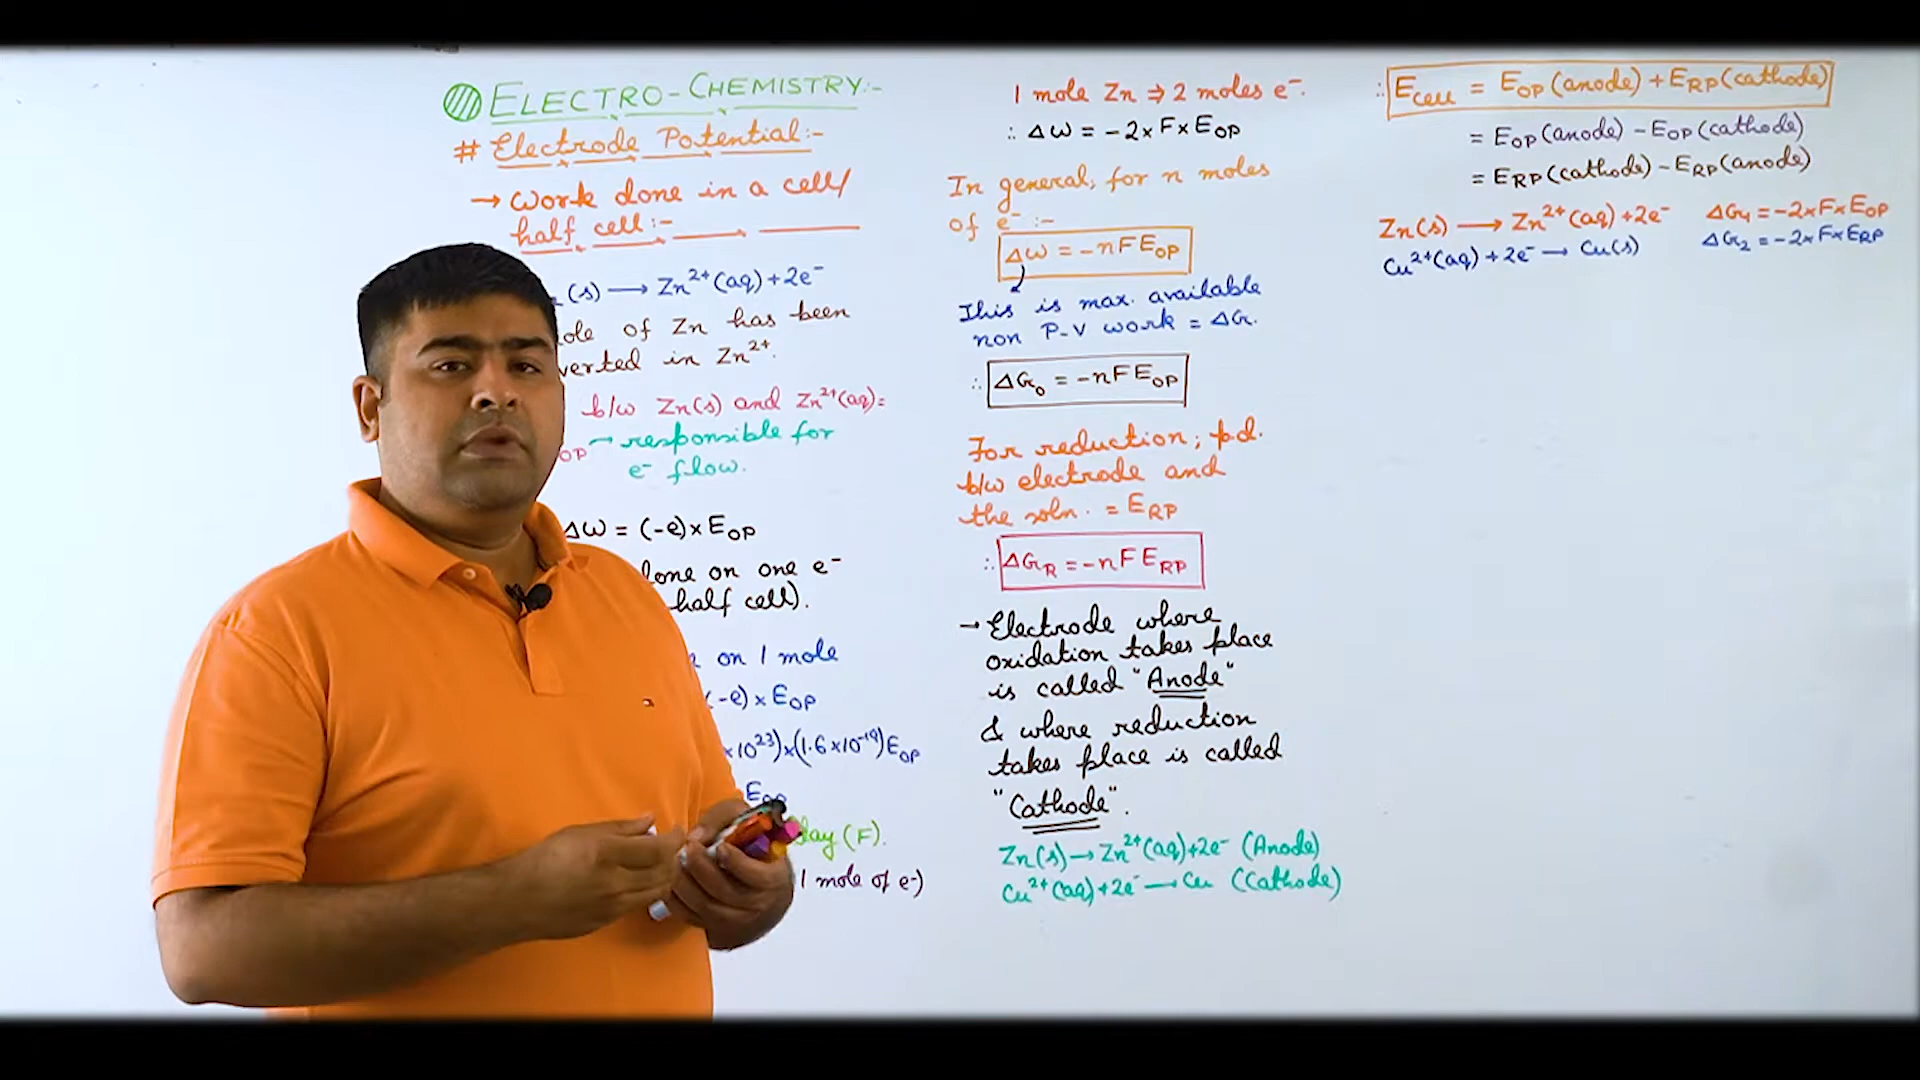 ELECTRO-CHEMISTRY:-
# Electrode Potential:-
→ Work done in a cell/
half cell:-
(s) → Zn²⁺(aq)+2e⁻
of Zn has been
in Zn²⁺.
b/w Zn(s) and Zn²⁺(aq)=
OP → responsible for
e⁻ flow.
Δω = (-e)×E_OP
on one e⁻
half cell).
on 1 mole
(-e)×E_OP
×10²³)×(1.6×10⁻¹⁹)E_OP
E_OP
day (F).
1 mole of e⁻)
1 mole Zn ⇒ 2 moles e⁻.
∴ Δω = -2×F×E_OP
In general, for n moles
of e⁻:-
Δω = -nFE_OP
This is max. available
non P-V work = ΔG.
∴ ΔG_O = -nFE_OP
For reduction; p.d.
b/w electrode and
the soln. = E_RP
∴ ΔG_R = -nFE_RP
→ Electrode where
oxidation takes place
is called "Anode"
& where reduction
takes place is called
"Cathode".
Zn(s)→Zn²⁺(aq)+2e⁻ (Anode)
Cu²⁺(aq)+2e⁻→Cu (Cathode)
∴ E_cell = E_OP(anode)+E_RP(cathode)
= E_OP(anode)-E_OP(cathode)
= E_RP(cathode)-E_RP(anode)
Zn(s)→Zn²⁺(aq)+2e⁻ ΔG₁=-2×F×E_OP
Cu²⁺(aq)+2e⁻→Cu(s) ΔG₂=-2×F×E_RP